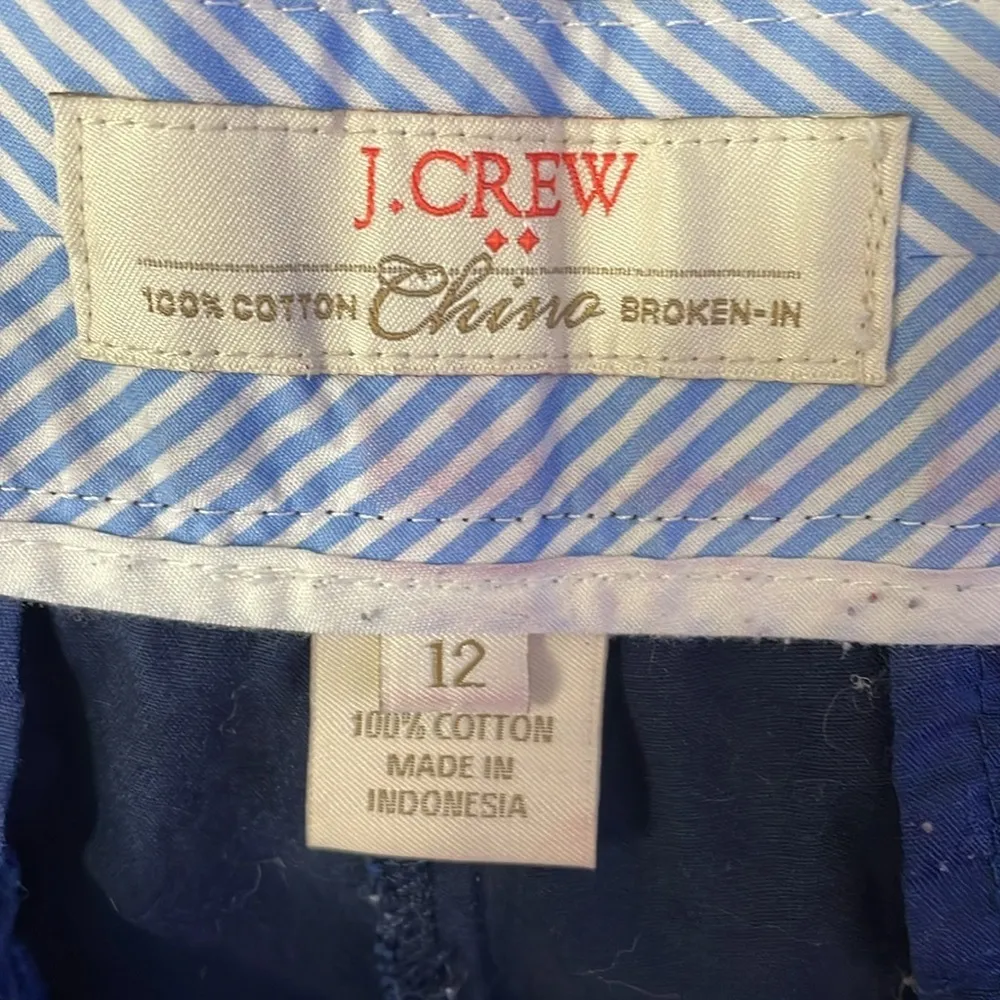 J.CREW
100% COTTON Chino BROKEN-IN
12
100% COTTON
MADE IN
INDONESIA